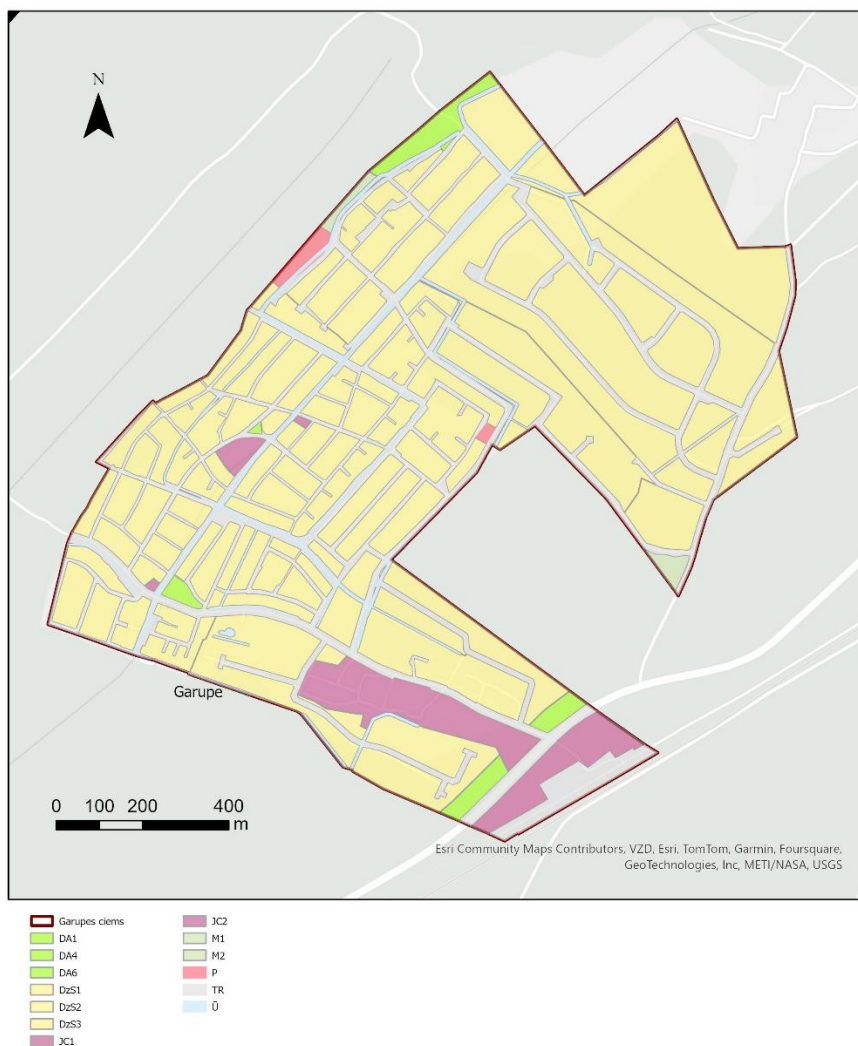 N
Garupe
0 100 200 400
m
Esri Community Maps Contributors, VZD, Esri, TomTom, Garmin, Foursquare,
GeoTechnologies, Inc, METI/NASA, USGS
Garupes ciems
DA1
DA4
DA6
DzS1
DzS2
DzS3
JC1
JC2
M1
M2
P
TR
Ū